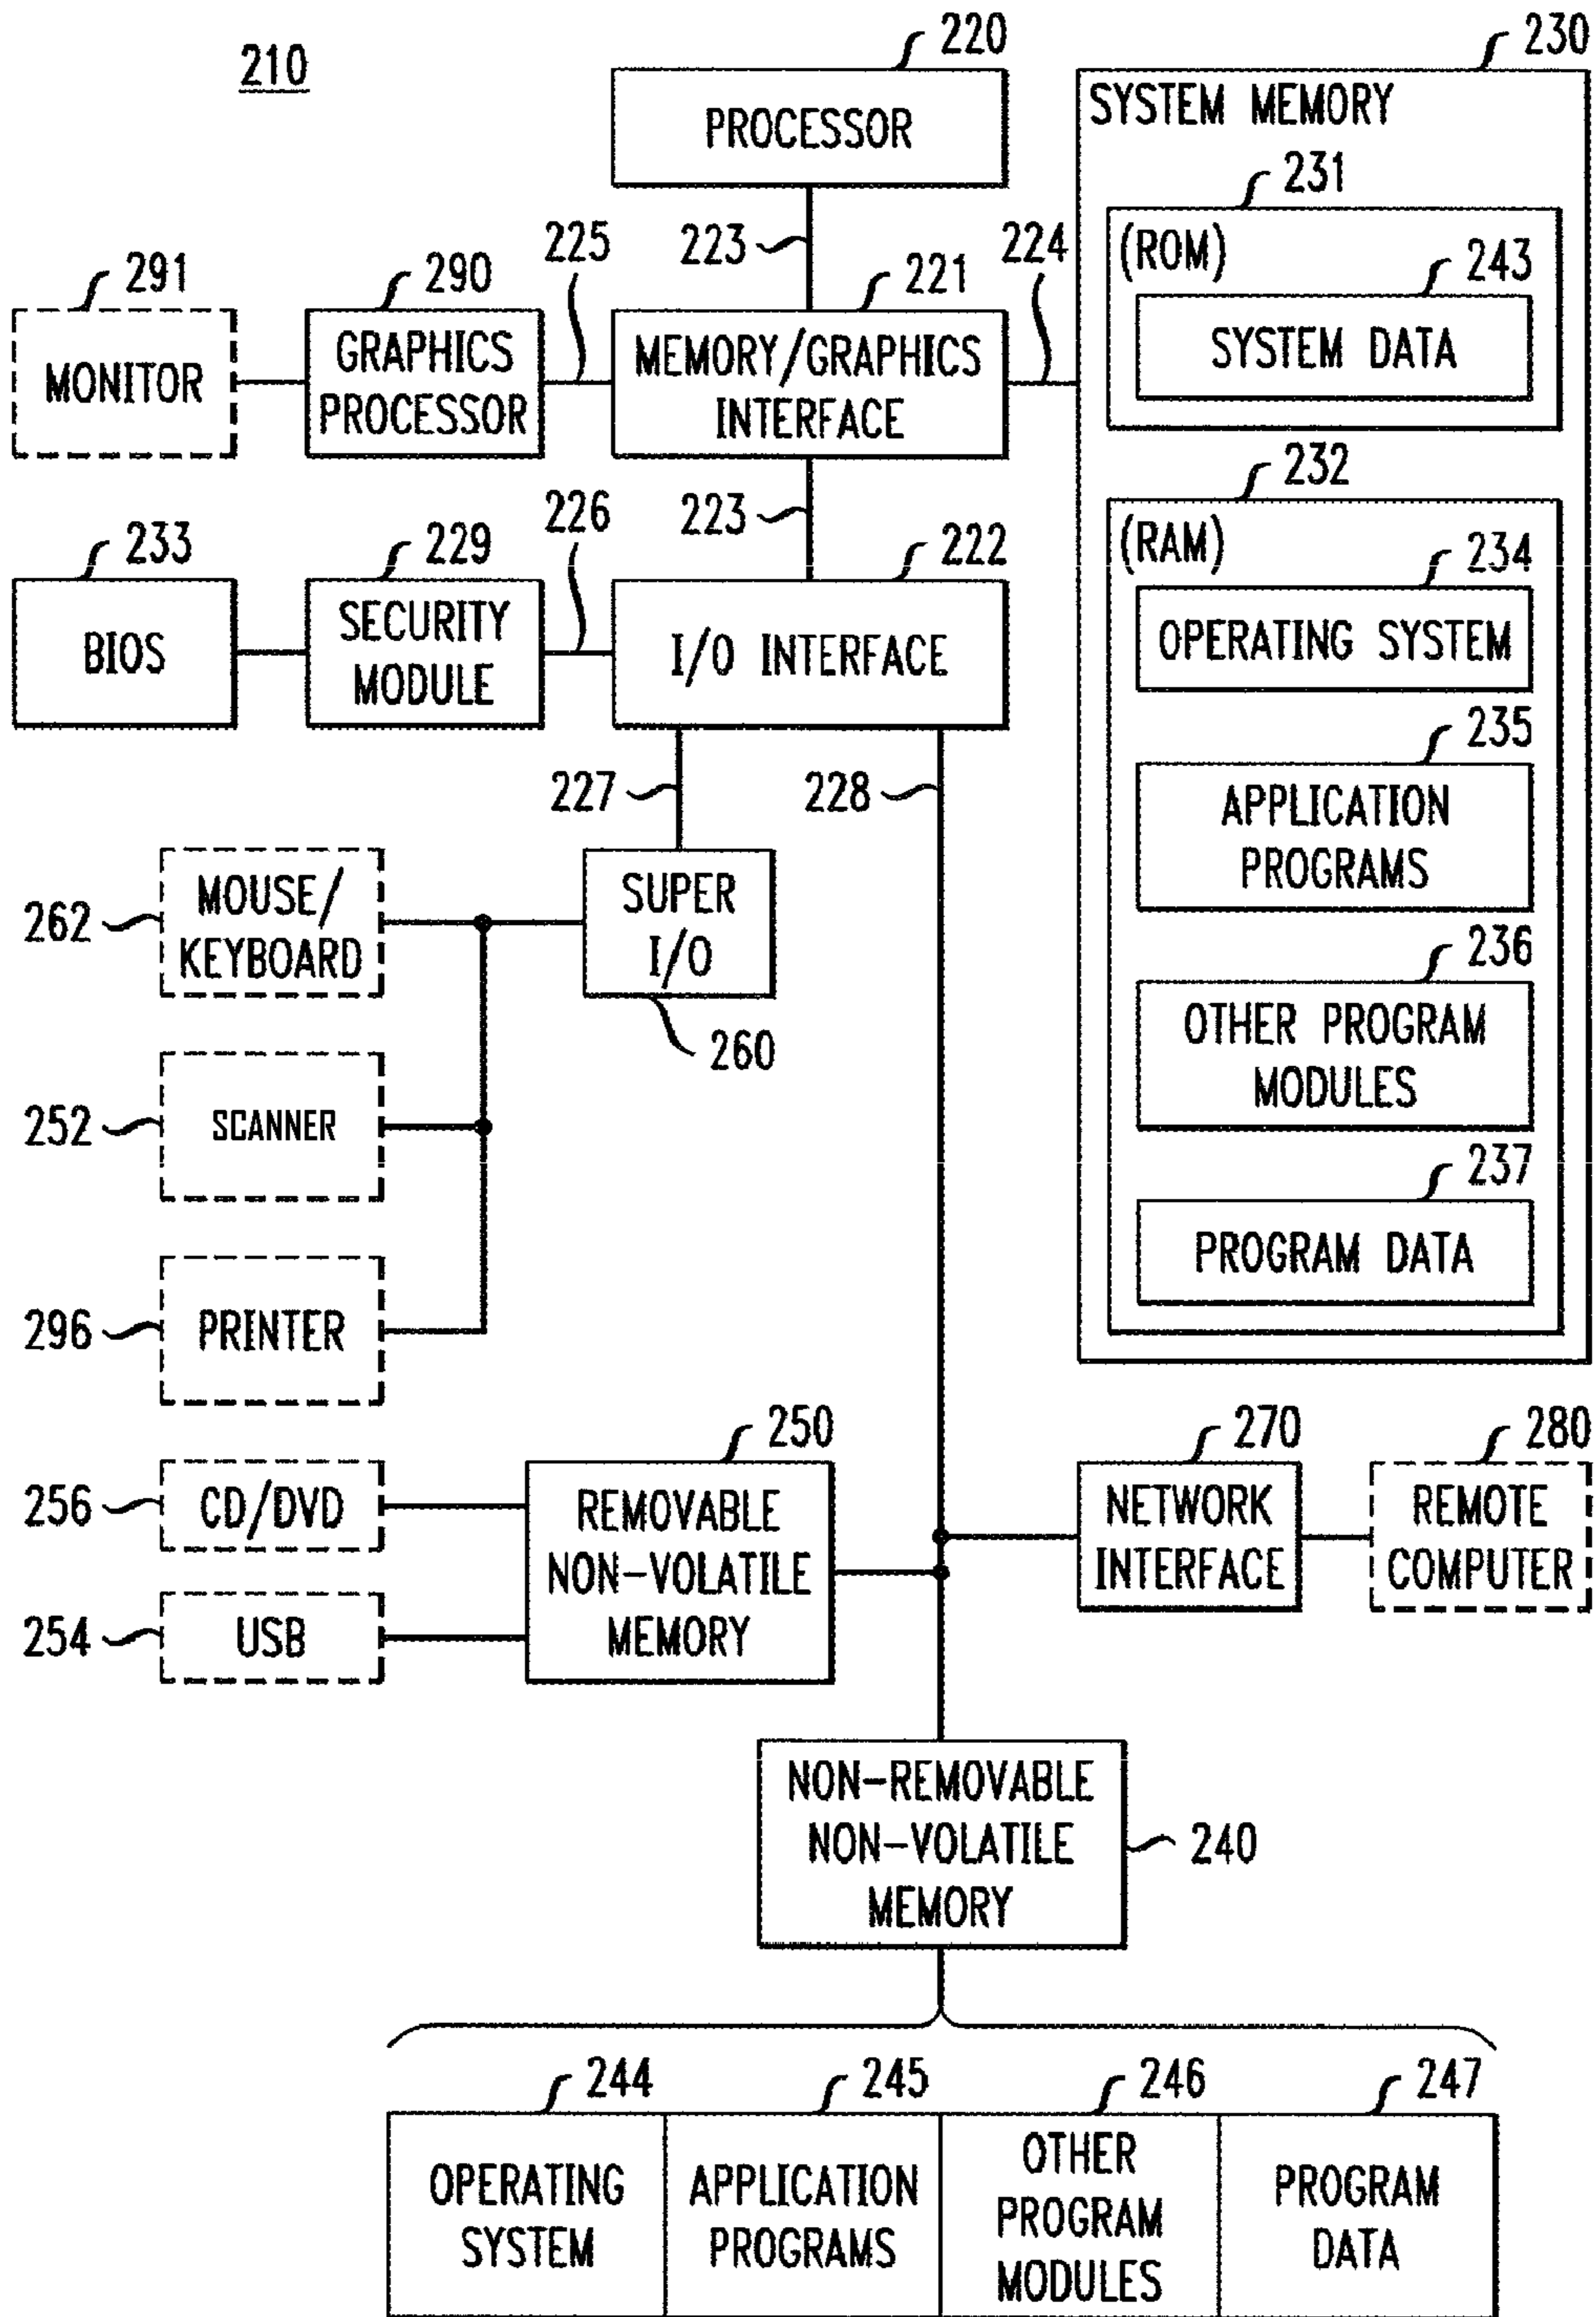 210
220
PROCESSOR
230
SYSTEM MEMORY
231
(ROM)
243
SYSTEM DATA
223
225
224
291
MONITOR
290
GRAPHICS
PROCESSOR
221
MEMORY/GRAPHICS
INTERFACE
232
(RAM)
234
OPERATING SYSTEM
235
APPLICATION
PROGRAMS
236
OTHER PROGRAM
MODULES
237
PROGRAM DATA
223
226
233
BIOS
229
SECURITY
MODULE
222
I/O INTERFACE
227
228
262
MOUSE/
KEYBOARD
SUPER
I/O
260
252
SCANNER
296
PRINTER
256
CD/DVD
254
USB
250
REMOVABLE
NON-VOLATILE
MEMORY
270
NETWORK
INTERFACE
280
REMOTE
COMPUTER
NON-REMOVABLE
NON-VOLATILE
MEMORY
240
244
OPERATING
SYSTEM
245
APPLICATION
PROGRAMS
246
OTHER
PROGRAM
MODULES
247
PROGRAM
DATA